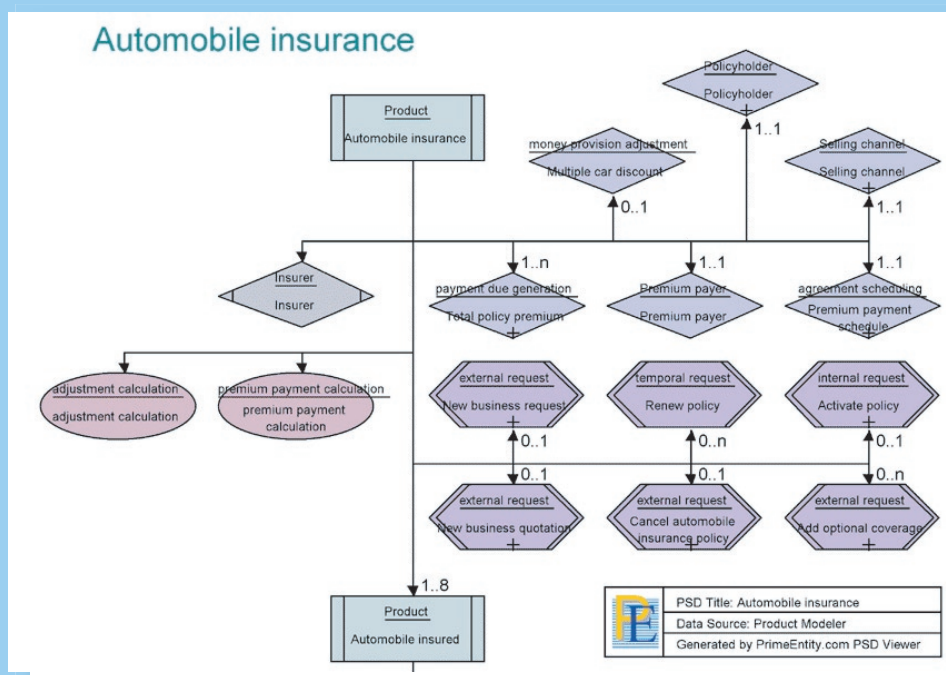 Automobile insurance
Policyholder
Policyholder
1..1
Product
Automobile insurance
money provision adjustment
Multiple car discount
0..1
Selling channel
Selling channel
1..1
Insurer
Insurer
1..n
payment due generation
Total policy premium
1..1
Premium payer
Premium payer
1..1
agreement scheduling
Premium payment
schedule
adjustment calculation
adjustment calculation
premium payment calculation
premium payment
calculation
external request
New business request
0..1
temporal request
Renew policy
0..n
internal request
Activate policy
0..1
0..1
external request
New business quotation
0..1
external request
Cancel automobile
insurance policy
0..n
external request
Add optional coverage
1..8
Product
Automobile insured
PE
PSD Title: Automobile insurance
Data Source: Product Modeler
Generated by PrimeEntity.com PSD Viewer